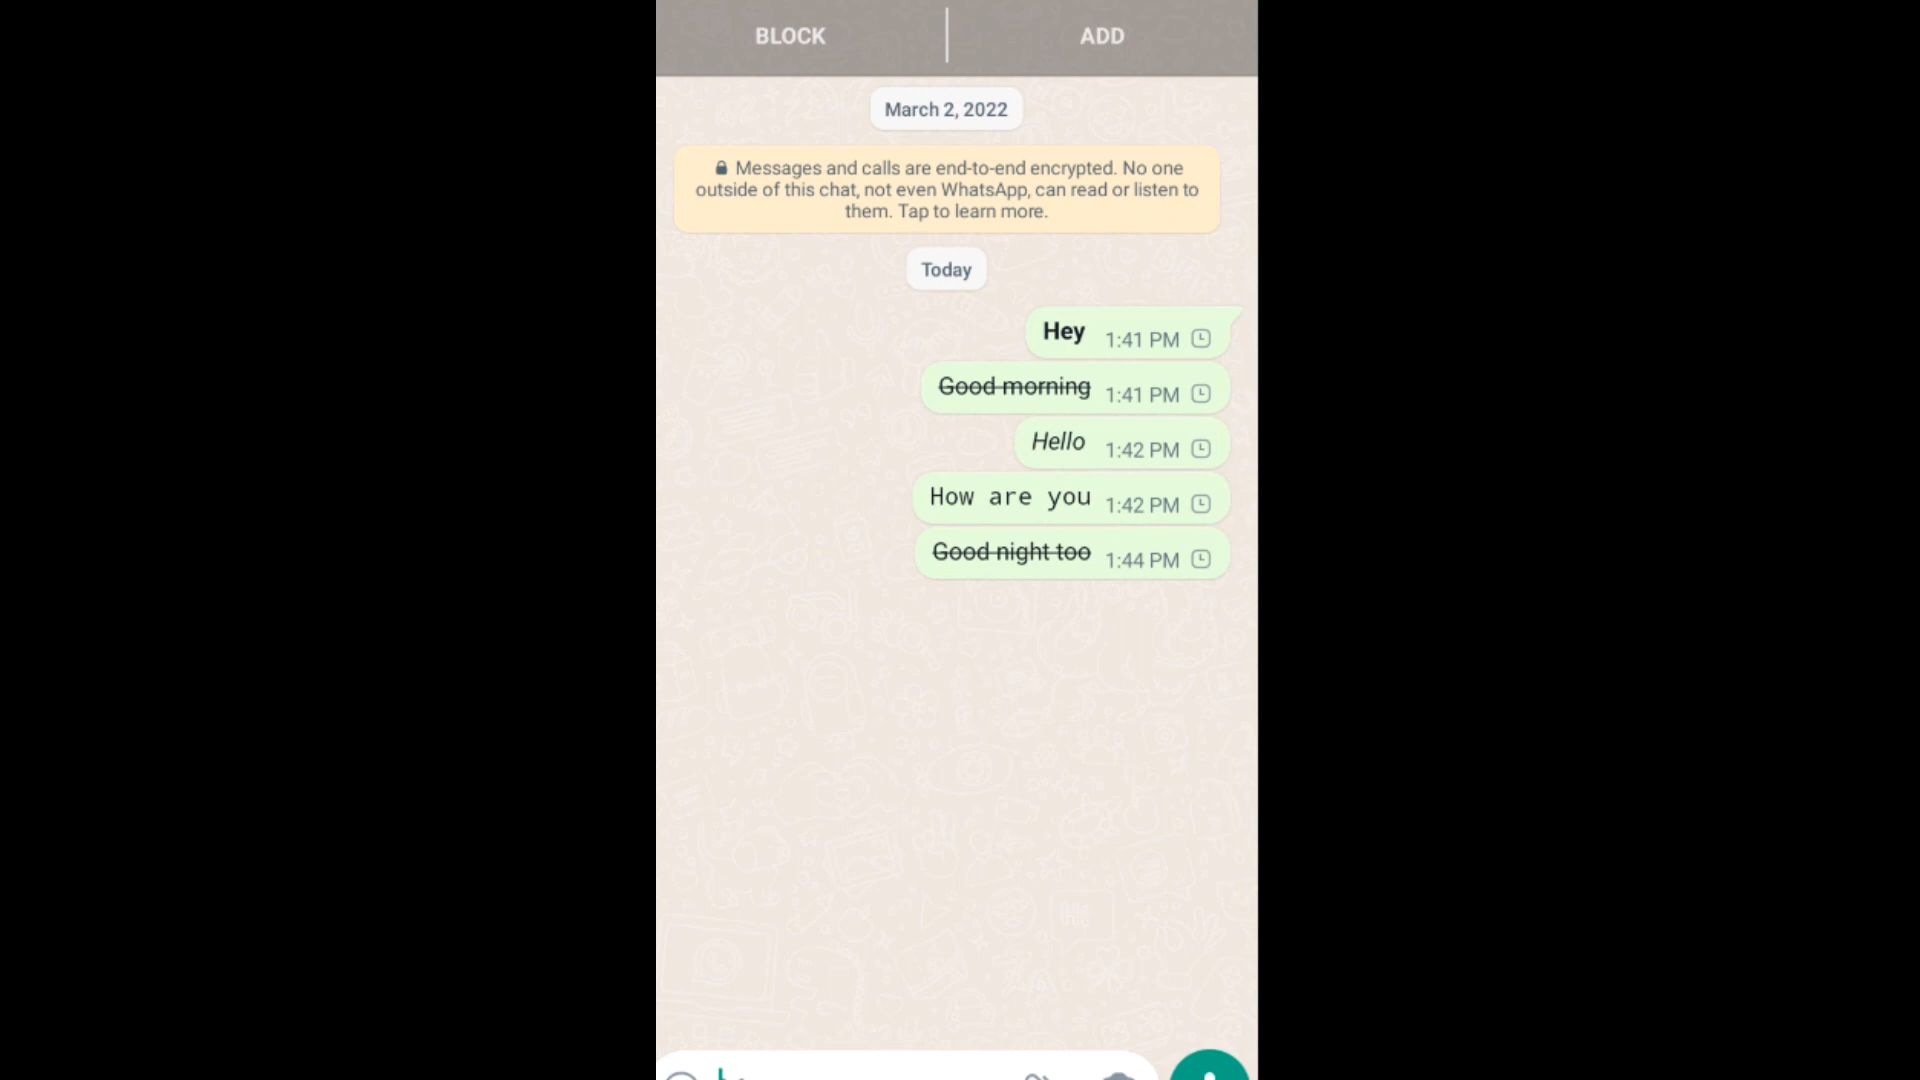 BLOCK ADD
March 2, 2022
Messages and calls are end-to-end encrypted. No one
outside of this chat, not even WhatsApp, can read or listen to
them. Tap to learn more.
Today
Hey 1:41 PM
Good morning 1:41 PM
Hello 1:42 PM
How are you 1:42 PM
Good night too 1:44 PM